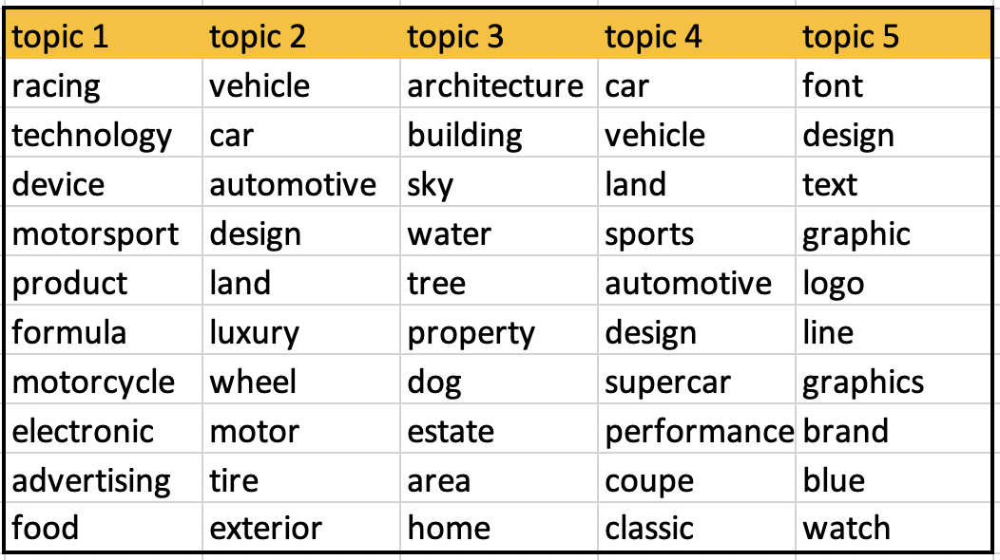 topic 1 topic 2 topic 3 topic 4 topic 5
racing vehicle architecture car font
technology car building vehicle design
device automotive sky land text
motorsport design water sports graphic
product land tree automotive logo
formula luxury property design line
motorcycle wheel dog supercar graphics
electronic motor estate performance brand
advertising tire area coupe blue
food exterior home classic watch